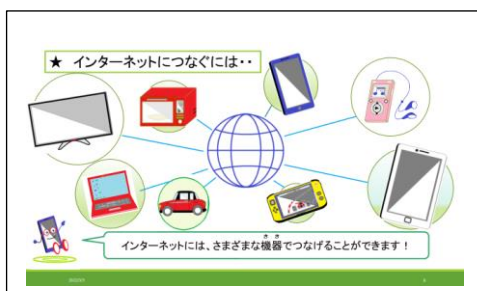 ★ インターネットにつなぐには・・
インターネットには、さまざまな機器でつなげることができます！